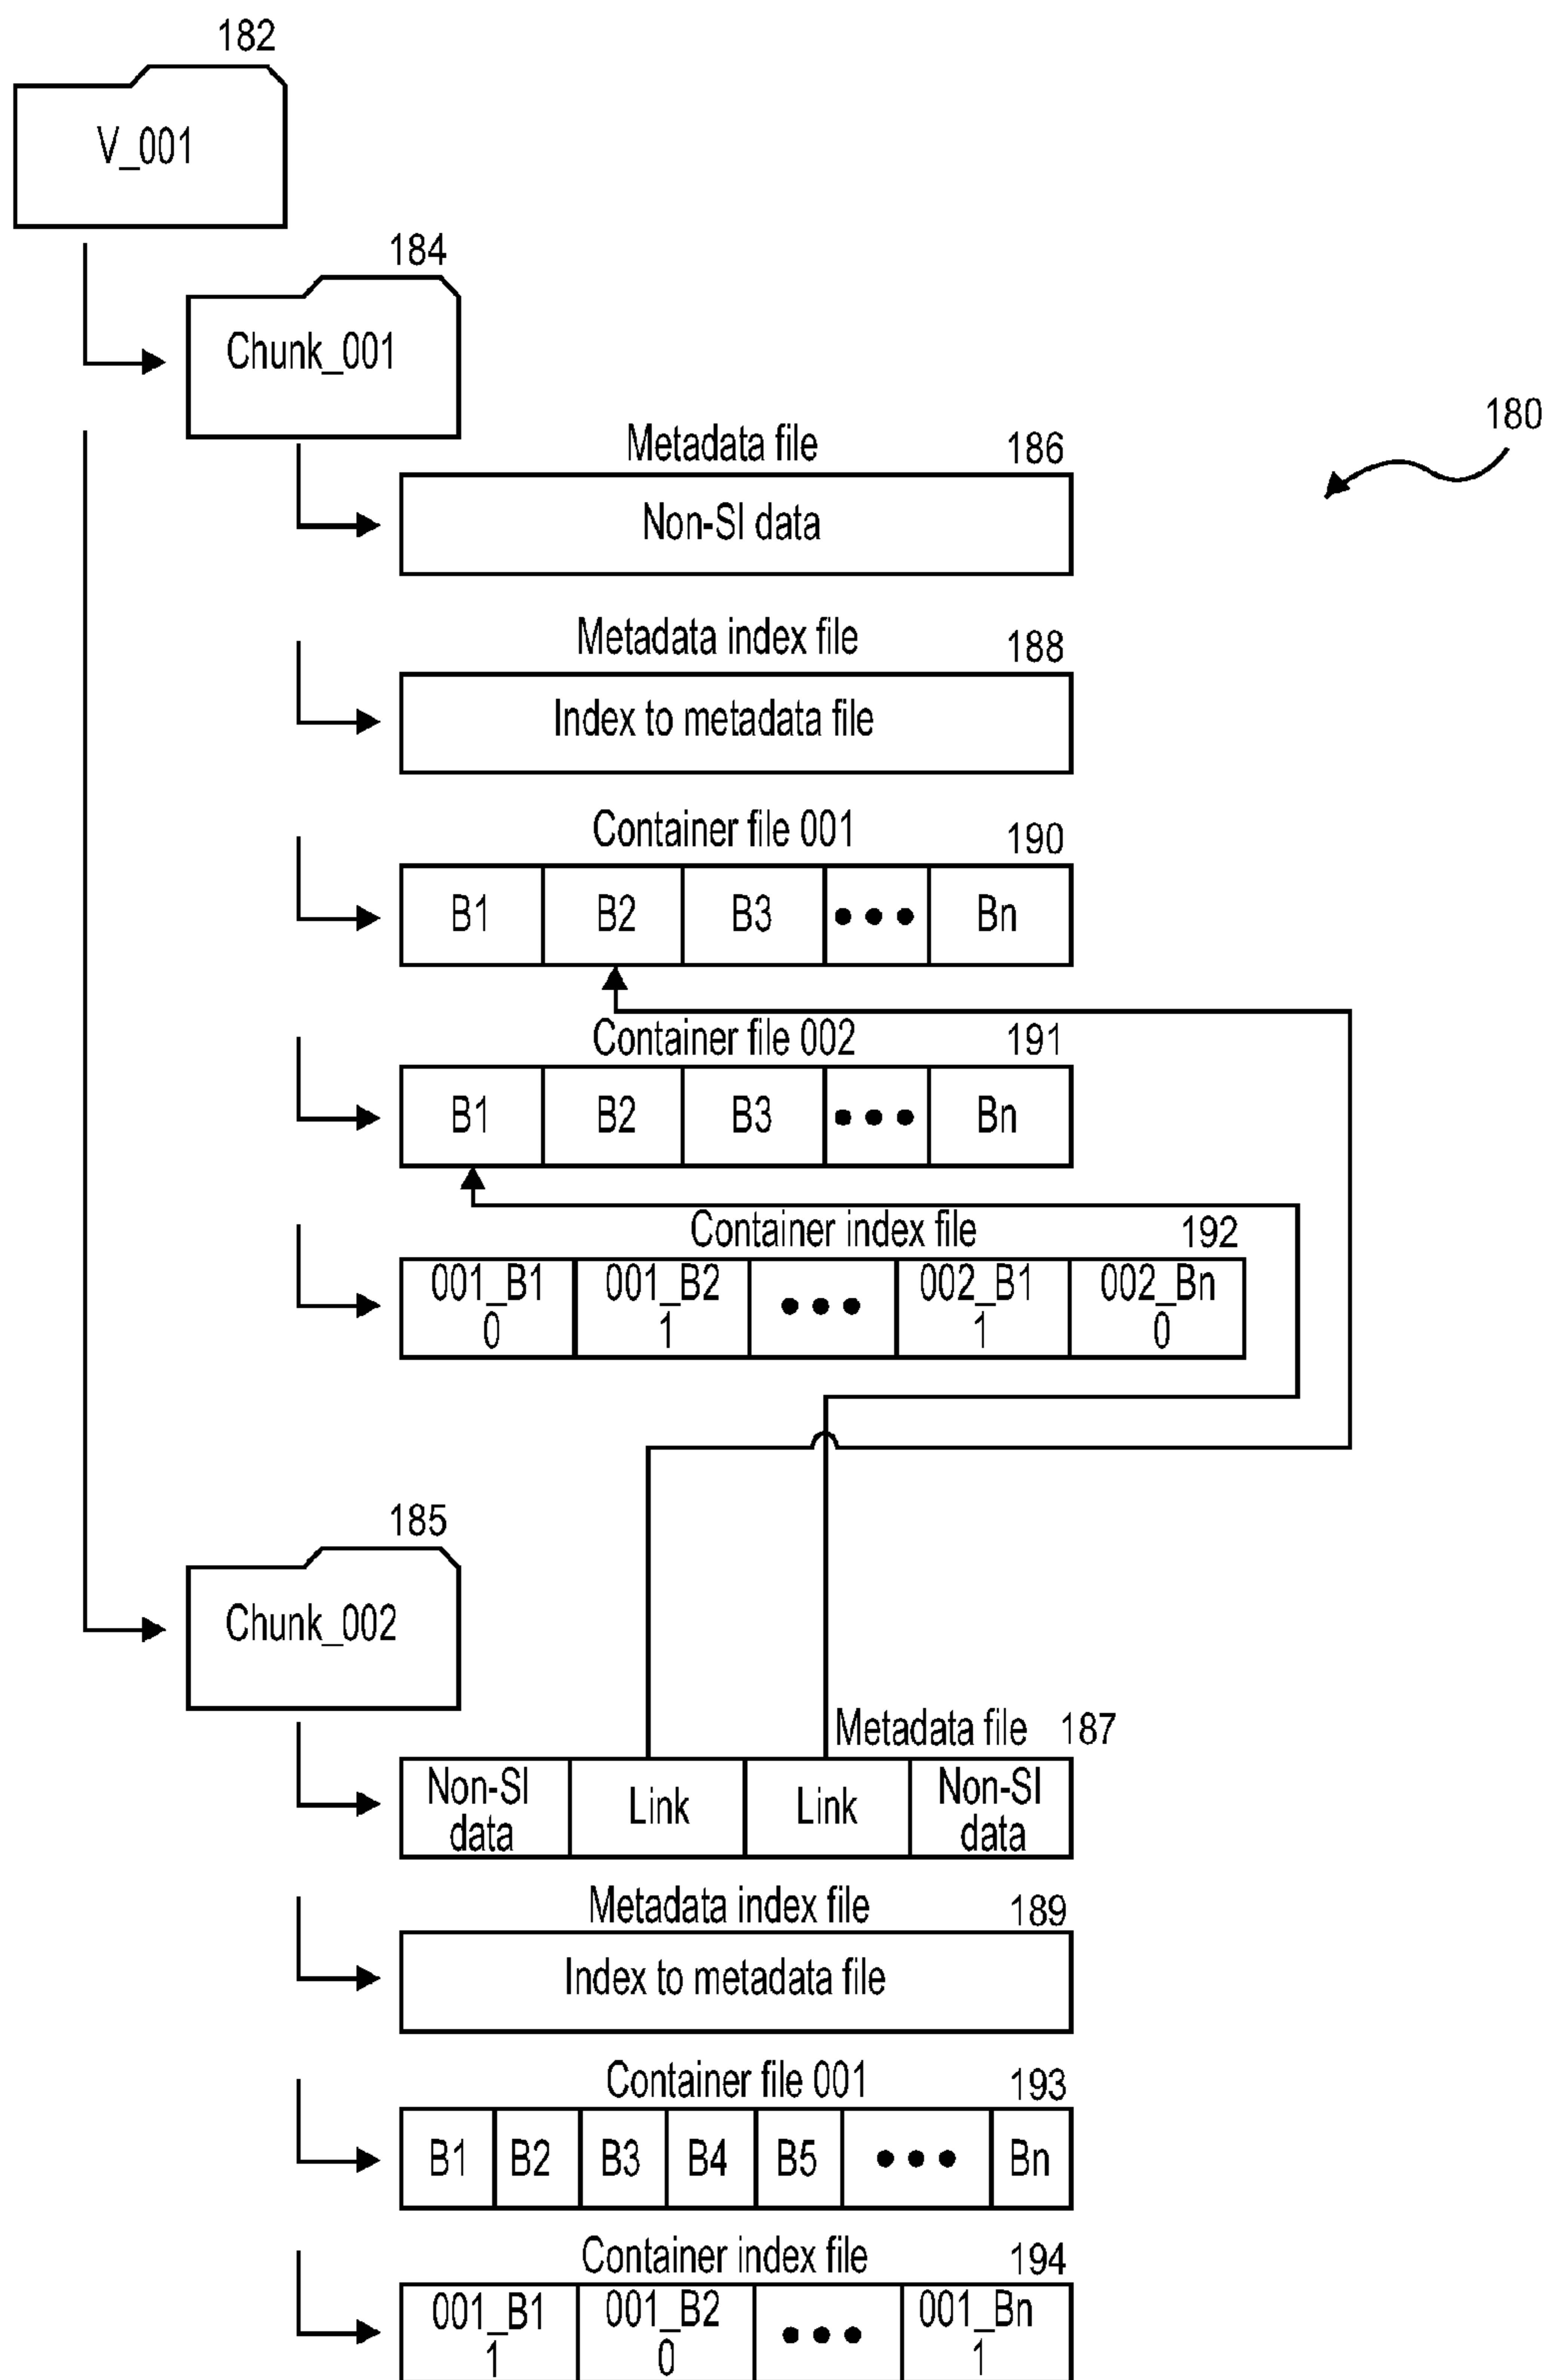 182
V_001
184
Chunk_001
180
Metadata file 186
Non-SI data
Metadata index file 188
Index to metadata file
Container file 001 190
B1 B2 B3 ••• Bn
Container file 002 191
B1 B2 B3 ••• Bn
Container index file 192
001_B1 001_B2 ••• 002_B1 002_Bn
0 1 1 0
185
Chunk_002
Metadata file 187
Non-SI Link Link Non-SI
data data
Metadata index file 189
Index to metadata file
Container file 001 193
B1 B2 B3 B4 B5 ••• Bn
Container index file 194
001_B1 001_B2 ••• 001_Bn
1 0 1